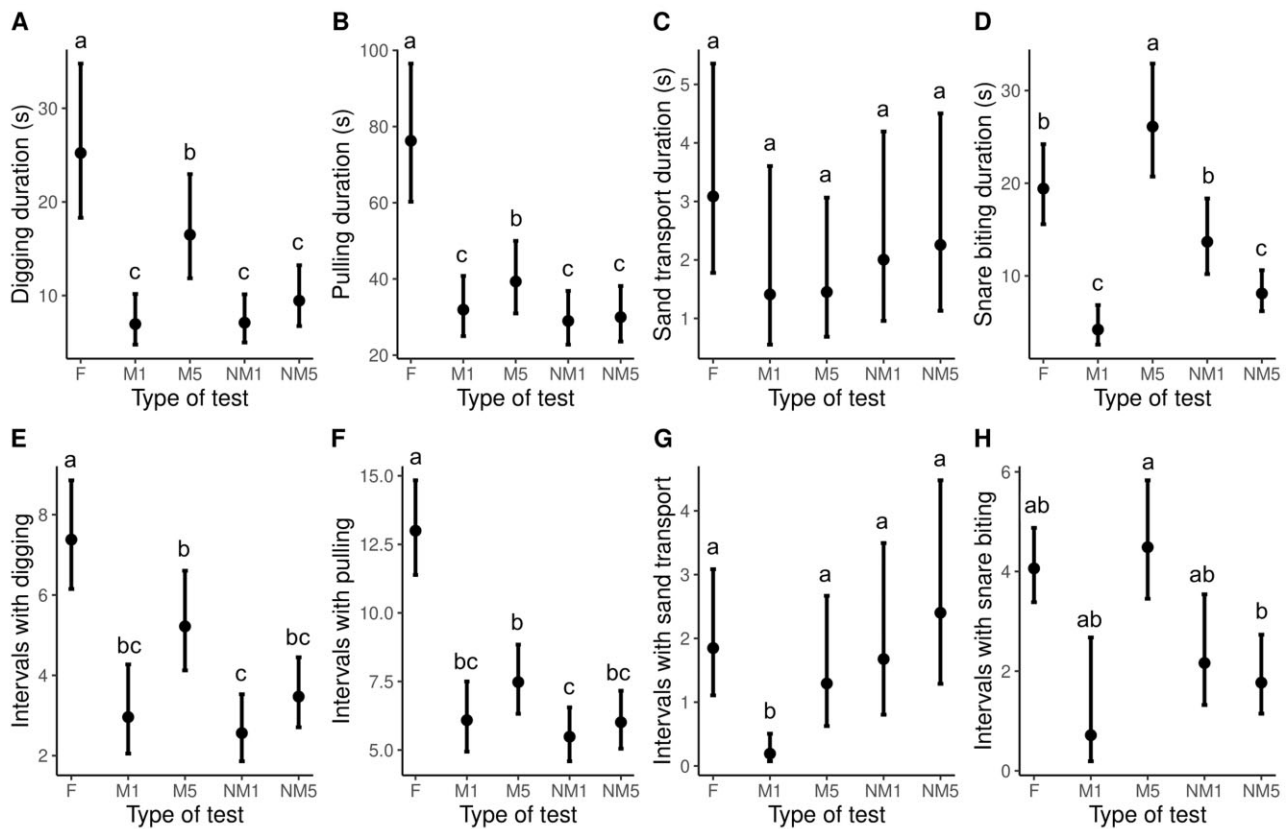 A
Digging duration (s)
30
20
10
a
c
b
c
c
F M1 M5 NM1 NM5
Type of test
B
Pulling duration (s)
100
80
60
40
20
a
c
b
c
c
F M1 M5 NM1 NM5
Type of test
C
Sand transport duration (s)
5
4
3
2
1
a
a
a
a
a
F M1 M5 NM1 NM5
Type of test
D
Snare biting duration (s)
30
20
10
b
c
a
b
c
F M1 M5 NM1 NM5
Type of test
E
Intervals with digging
8
6
4
2
a
bc
b
c
bc
F M1 M5 NM1 NM5
Type of test
F
Intervals with pulling
15.0
12.5
10.0
7.5
5.0
a
bc
b
c
bc
F M1 M5 NM1 NM5
Type of test
G
Intervals with sand transport
4
3
2
1
0
a
b
a
a
a
F M1 M5 NM1 NM5
Type of test
H
Intervals with snare biting
6
4
2
0
ab
ab
a
ab
b
F M1 M5 NM1 NM5
Type of test